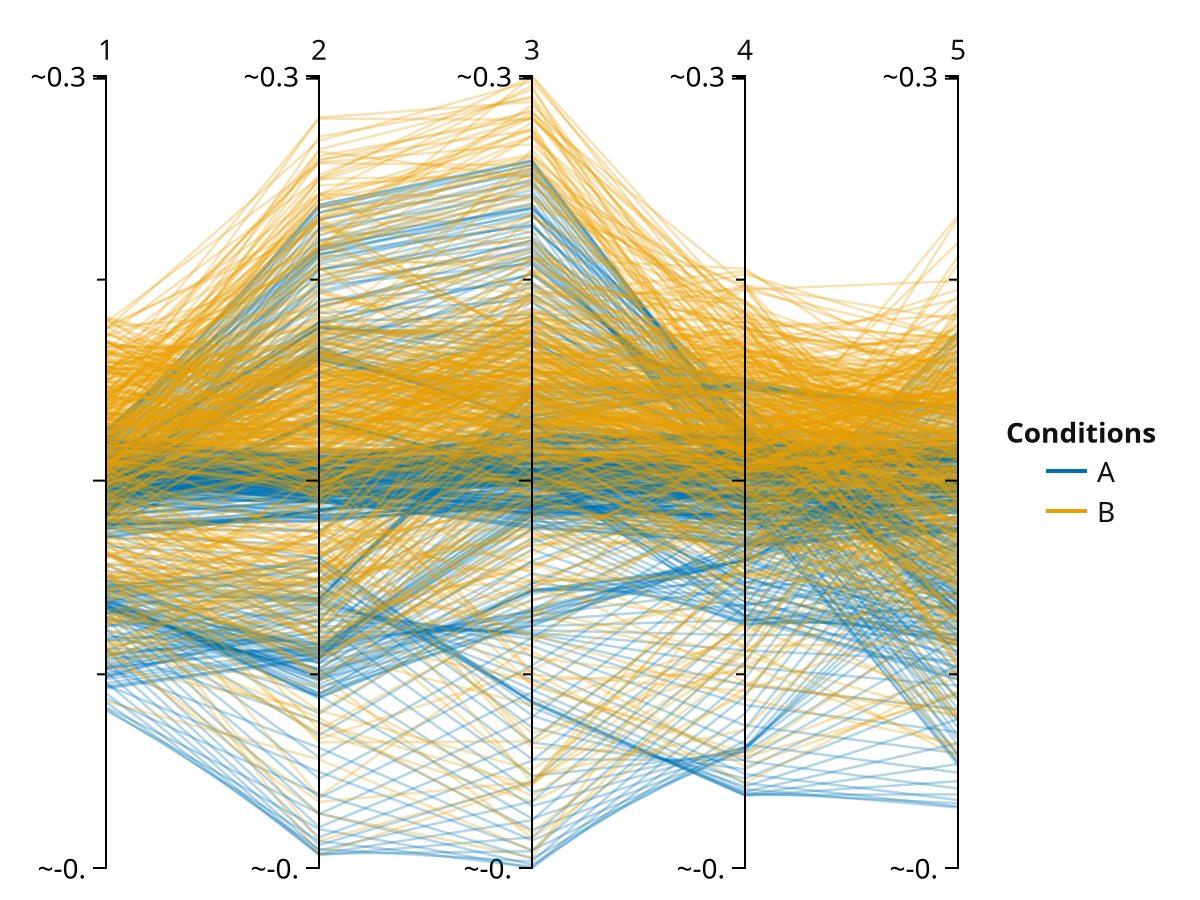 1 2 3 4 5
~0.3 ~0.3 ~0.3 ~0.3 ~0.3
Conditions
A
B
~-0. ~-0. ~-0. ~-0. ~-0.